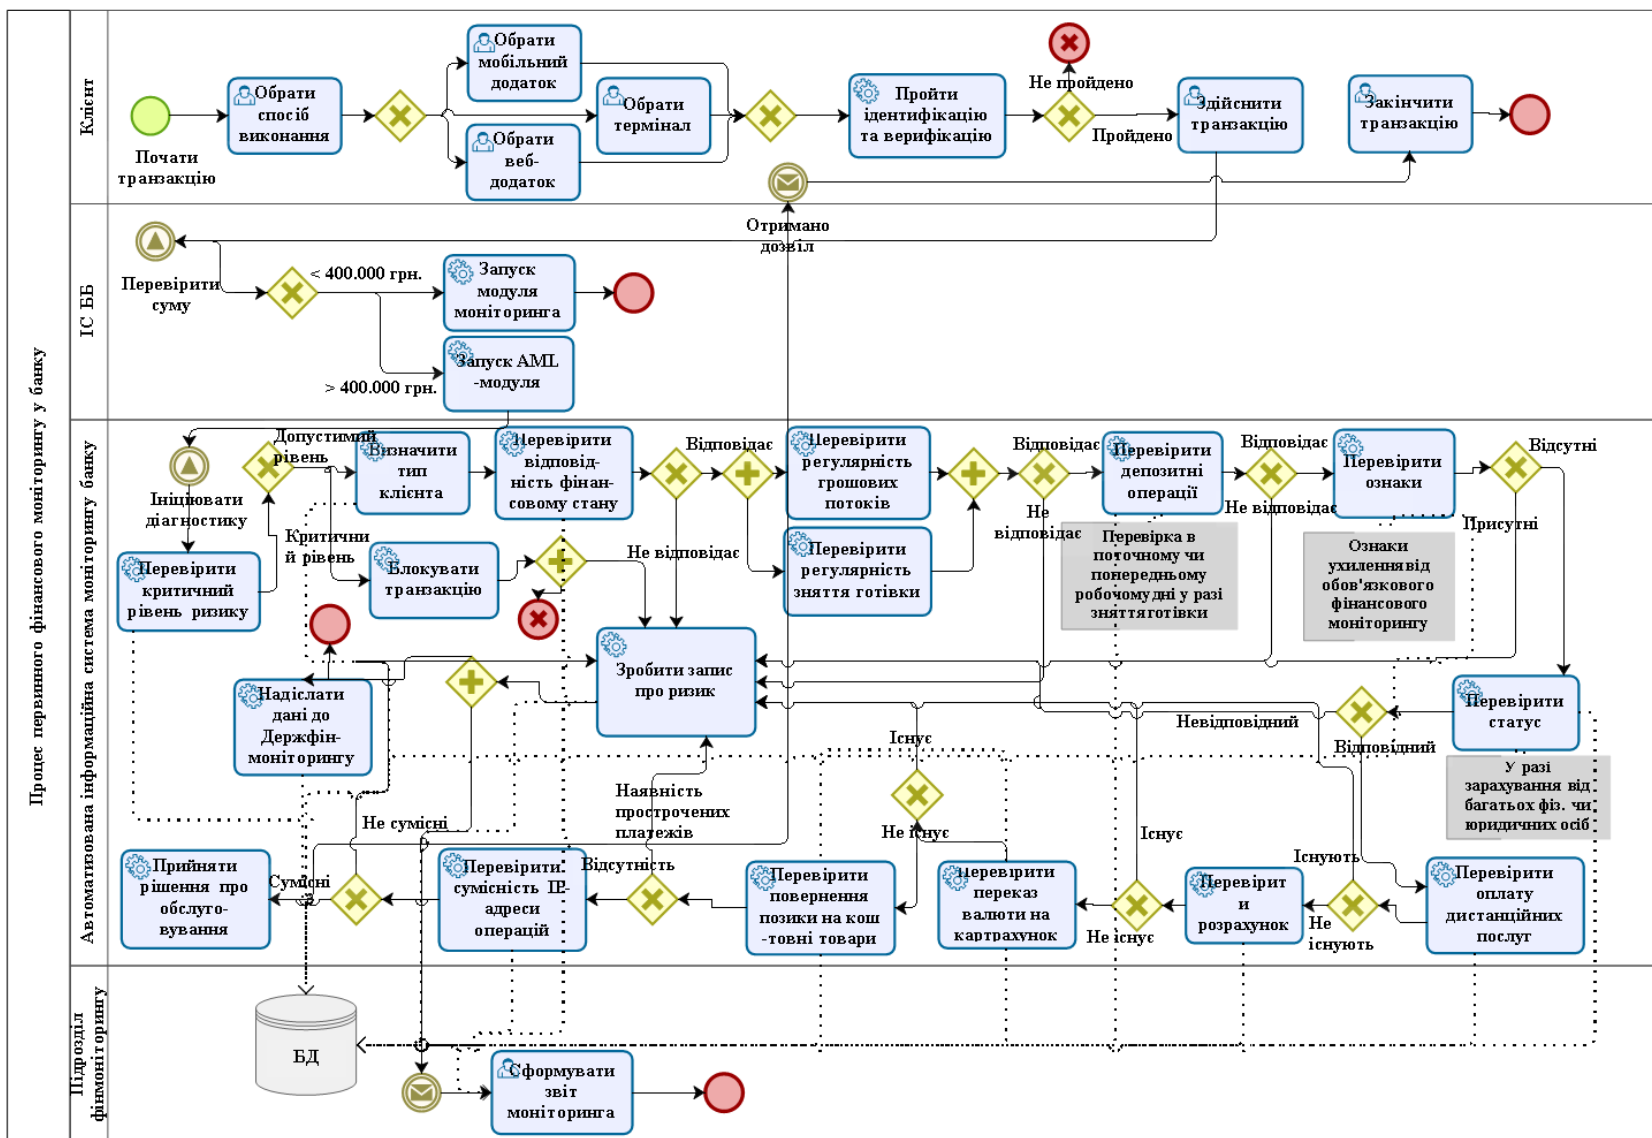 Процес первинного фінансового моніторингу у банку
Клієнт
Почати
транзакцію
Обрати
спосіб
виконання
Обрати
мобільний
додаток
Обрати
термінал
Обрати
веб-
додаток
Пройти
ідентифікацію
та верифікацію
Не пройдено
Пройдено
Здійснити
транзакцію
Закінчити
транзакцію
Отримано
дозвіл
ІС ББ
Перевірити
суму
< 400.000 грн.
> 400.000 грн.
Запуск
модуля
моніторинга
Запуск AML
-модуля
Автоматизована інформаційна система моніторингу банку
Ініціювати
діагностику
Перевірити
критичний
рівень ризику
Допустимий
рівень
Критични
й рівень
Визначити
тип
клієнта
Блокувати
транзакцію
Перевірити
відповід-
ність фінан-
совому стану
Відповідає
Не відповідає
Перевірити
регулярність
грошових
потоків
Перевірити
регулярність
зняття готівки
Відповідає
Не
відповідає
Перевірити
депозитні
операції
Перевірка в
поточному чи
попередньому
робочомудні у разі
зняттяготівки
Відповідає
Не відповідає
Перевірити
ознаки
Ознаки
ухиленнявід
обов'язкового
фінансового
моніторингу
Відсутні
Присутні
Зробити запис
про ризик
Надіслати
дані до
Держфін-
моніторингу
Перевірити
статус
Невідповідний
Відповідний
У разі
зарахування від
багатьох фіз. чи
юридичних осіб
Існує
Не існує
Наявність
прострочених
платежів
Відсутність
Не сумісні
Сумісні
Прийняти
рішення про
обслуго-
вування
Перевірити
сумісність IP-
адреси
операцій
Перевірити
повернення
позики на кош
-товні товари
Перевірити
переказ
валюти на
картрахунок
Існує
Не існує
Перевірит
и
розрахунок
Існують
Не
існують
Перевірити
оплату
дистанційних
послуг
Підрозділ
фінмоніторингу
БД
Сформувати
звіт
моніторинга